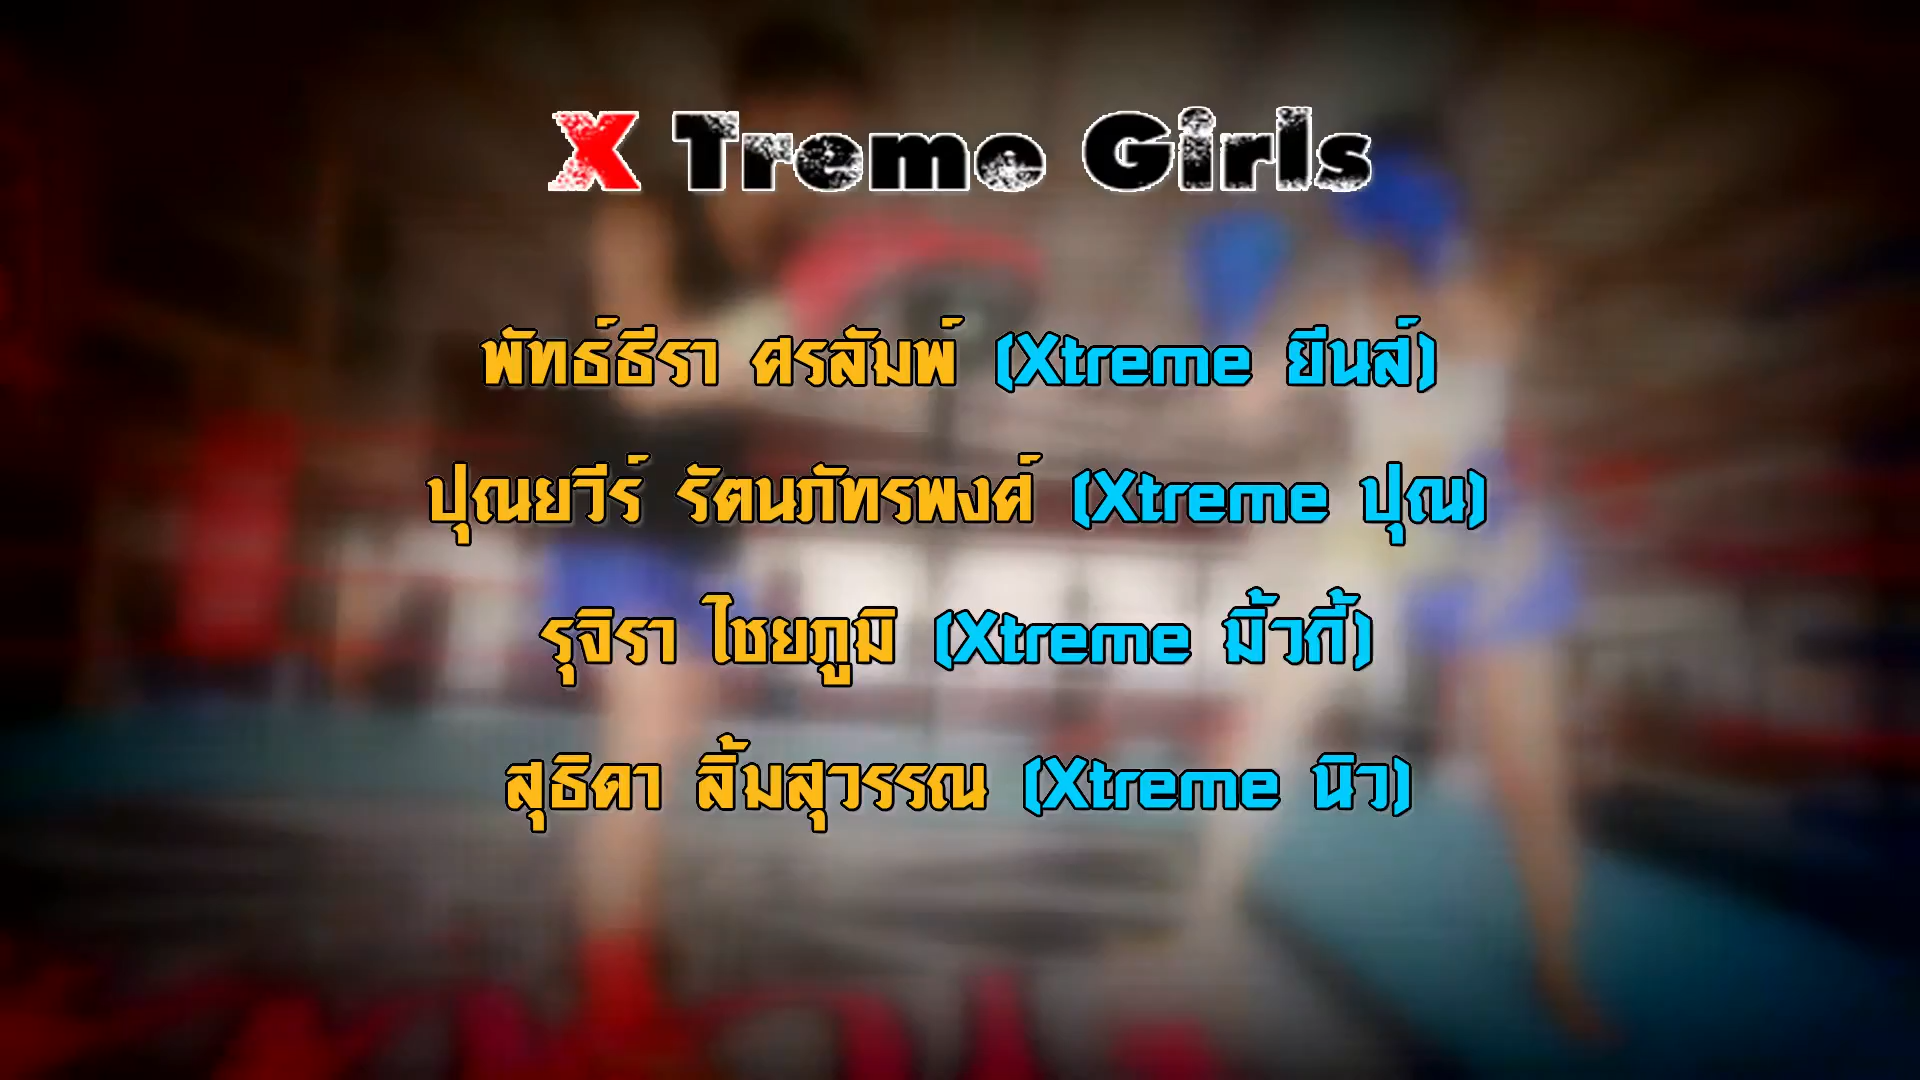 X Treme Girls
พัทธ์ธีรา ศรลัมพ์ (Xtreme ยีนส์)
ปุณยวีร์ รัตนภัทรพงศ์ (Xtreme ปุณ)
รุจิรา ไชยภูมิ (Xtreme มิ้วกี้)
สุธิดา ลิ้มสุวรรณ (Xtreme นิว)